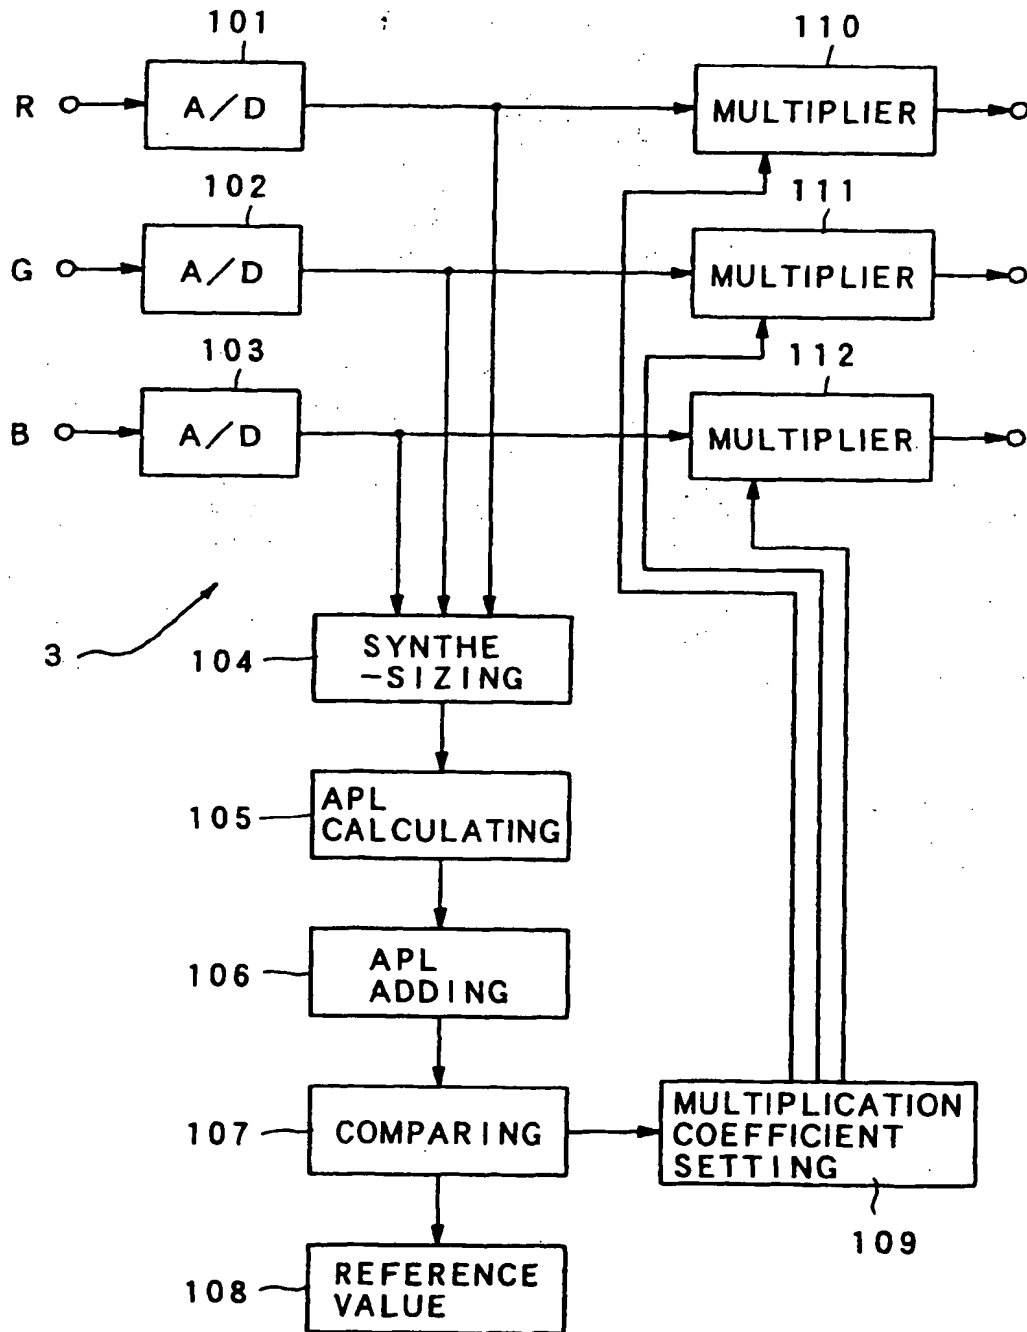 101
110
R
A/D
MULTIPLIER
102
111
G
A/D
MULTIPLIER
103
112
B
A/D
MULTIPLIER
3
104
SYNTHE
-SIZING
105
APL
CALCULATING
106
APL
ADDING
107
COMPARING
MULTIPLICATION
COEFFICIENT
SETTING
109
108
REFERENCE
VALUE